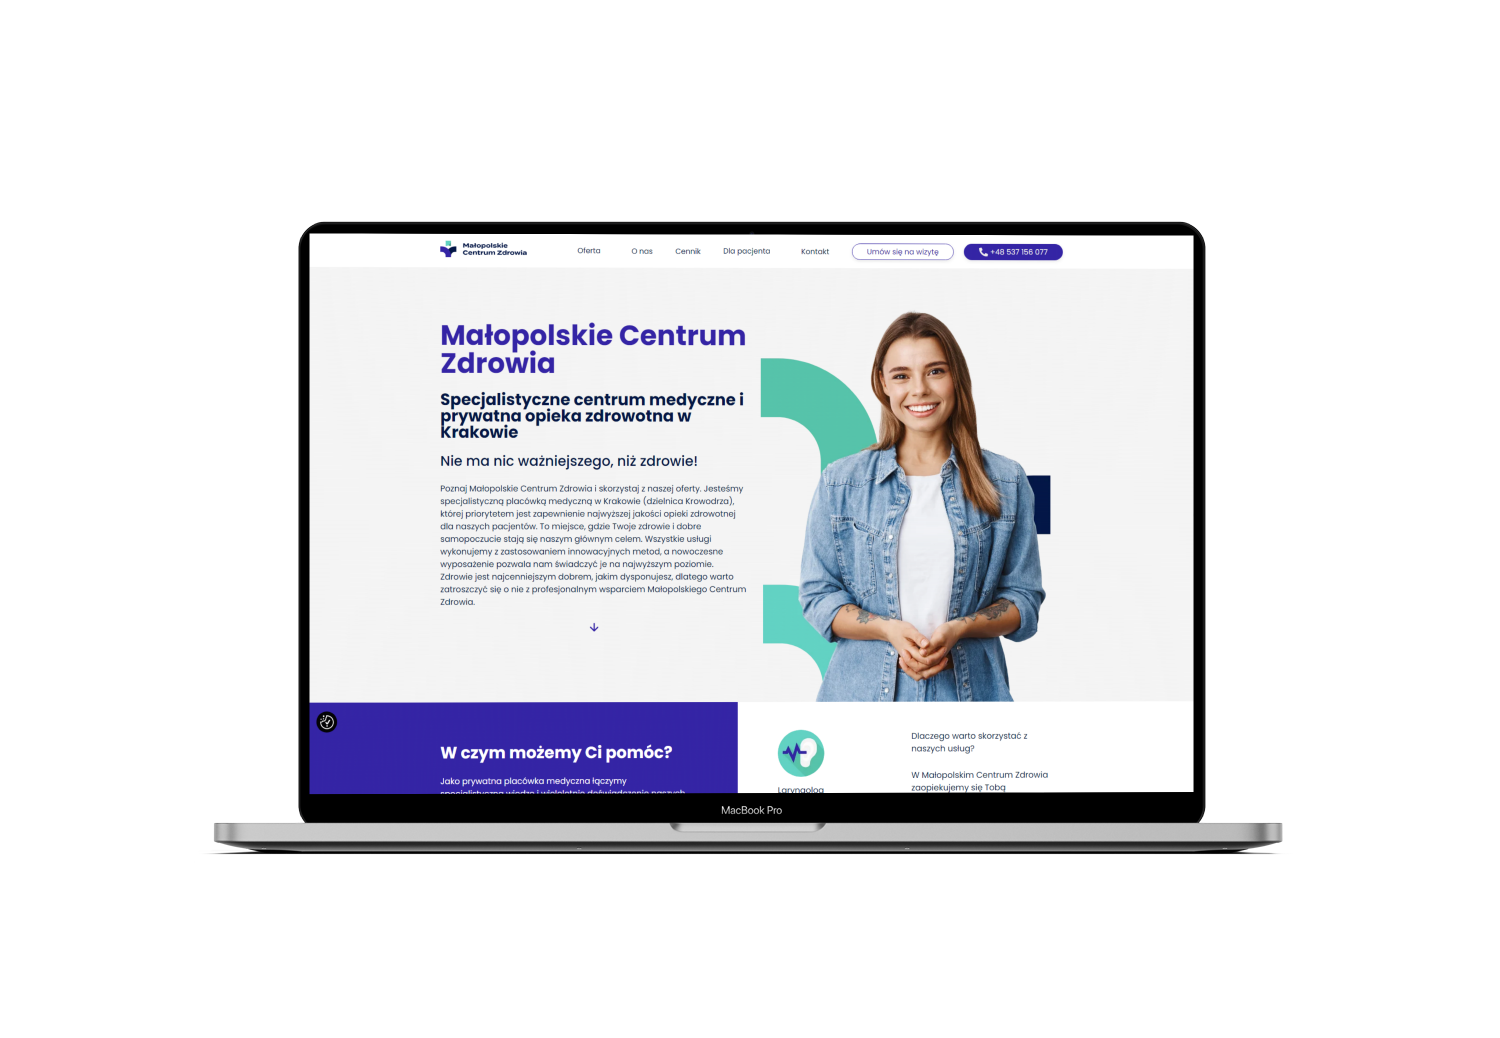 Małopolskie
Centrum Zdrowia
Oferta
O nas
Cennik
Dla pacjenta
Kontakt
Umów się na wizytę
+48 537 156 077
Małopolskie Centrum
Zdrowia
Specjalistyczne centrum medyczne i
prywatna opieka zdrowotna w
Krakowie
Nie ma nic ważniejszego, niż zdrowie!
Poznaj Małopolskie Centrum Zdrowia i skorzystaj z naszej oferty. Jesteśmy
specjalistyczną placówką medyczną w Krakowie (dzielnica Krowodrza),
której priorytetem jest zapewnienie najwyższej jakości opieki zdrowotnej
dla naszych pacjentów. To miejsce, gdzie Twoje zdrowie i dobre
samopoczucie stają się naszym głównym celem. Wszystkie usługi
wykonujemy z zastosowaniem innowacyjnych metod, a nowoczesne
wyposażenie pozwala nam świadczyć je na najwyższym poziomie.
Zdrowie jest najcenniejszym dobrem, jakim dysponujesz, dlatego warto
zatroszczyć się o nie z profesjonalnym wsparciem Małopolskiego Centrum
Zdrowia.
W czym możemy Ci pomóc?
Jako prywatna placówka medyczna łączymy
specjalistyczną wiedzę i wieloletnie doświadczenie naszych
Laryngolog
Dlaczego warto skorzystać z
naszych usług?
W Małopolskim Centrum Zdrowia
zaopiekujemy się Tobą
MacBook Pro